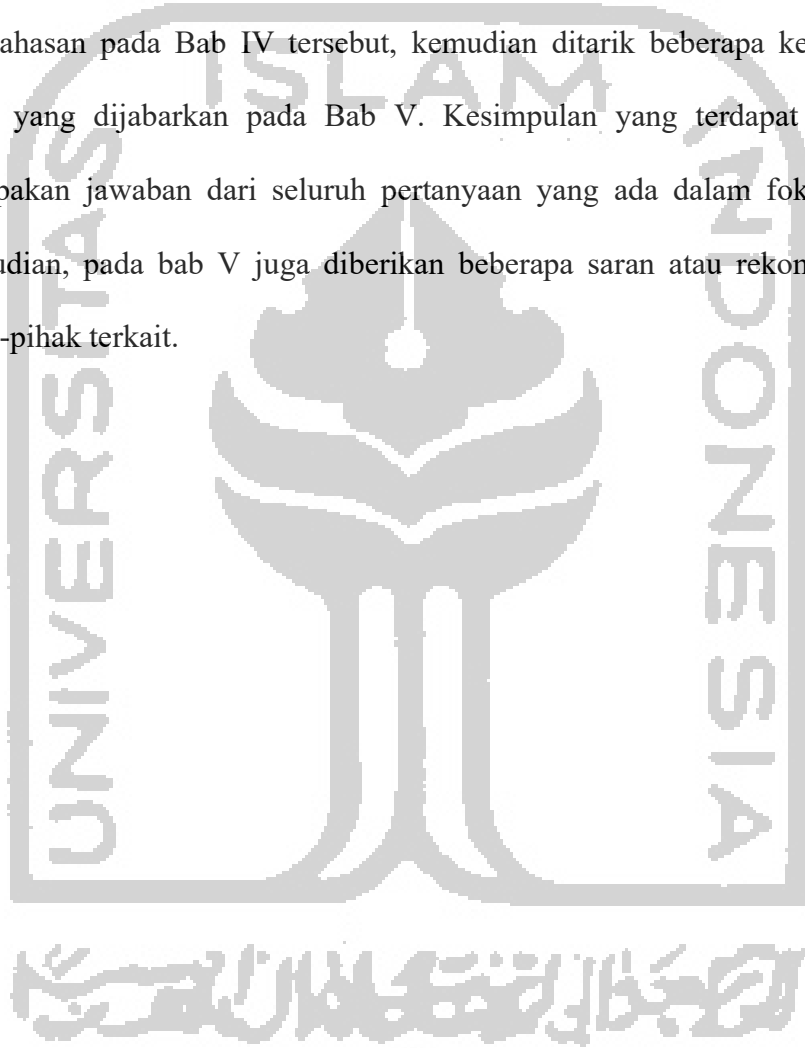 ahasan pada Bab IV tersebut, kemudian ditarik beberapa ke
yang dijabarkan pada Bab V. Kesimpulan yang terdapat
pakan jawaban dari seluruh pertanyaan yang ada dalam fok
udian, pada bab V juga diberikan beberapa saran atau rekon
-pihak terkait.
ISLAM
UNIVERSITAS
INDONESIA